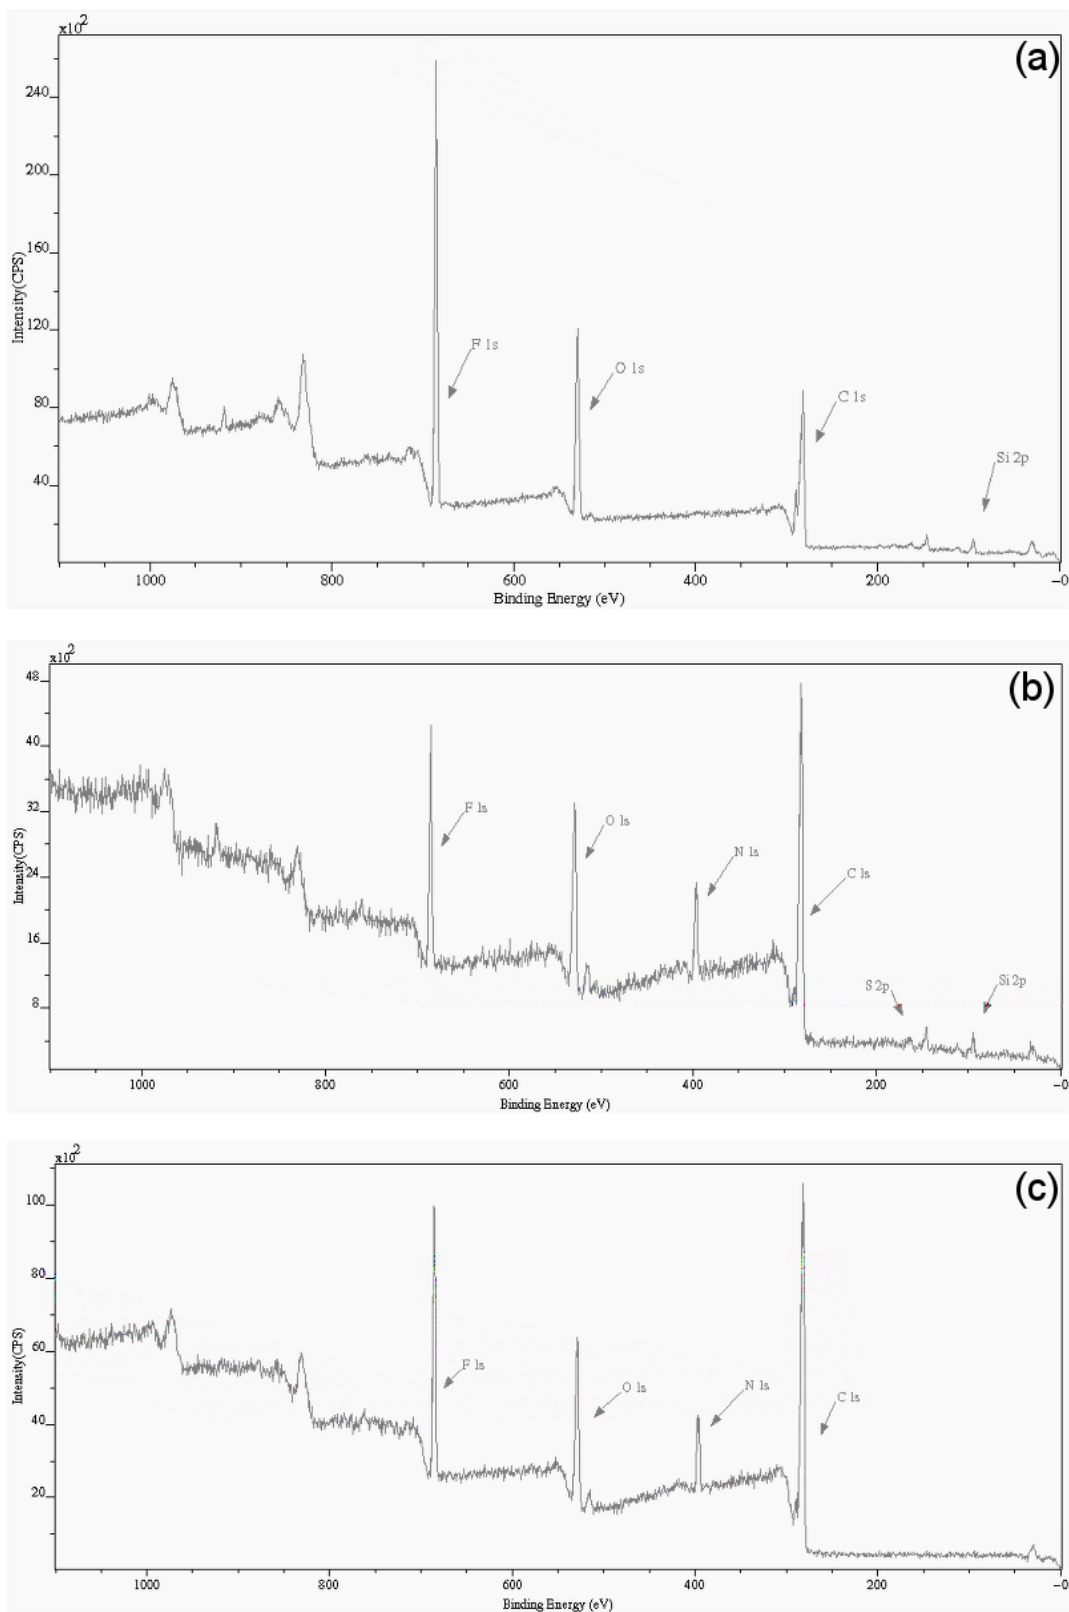 x10²
(a)
240
200
160
120
80
40
Intensity(CPS)
F 1s
O 1s
C 1s
Si 2p
1000 800 600 400 200 −0
Binding Energy (eV)
x10²
(b)
48
40
32
24
16
8
Intensity(CPS)
F 1s
O 1s
N 1s
C 1s
S 2p
Si 2p
1000 800 600 400 200 −0
Binding Energy (eV)
x10²
(c)
100
80
60
40
20
Intensity(CPS)
F 1s
O 1s
N 1s
C 1s
1000 800 600 400 200 −0
Binding Energy (eV)